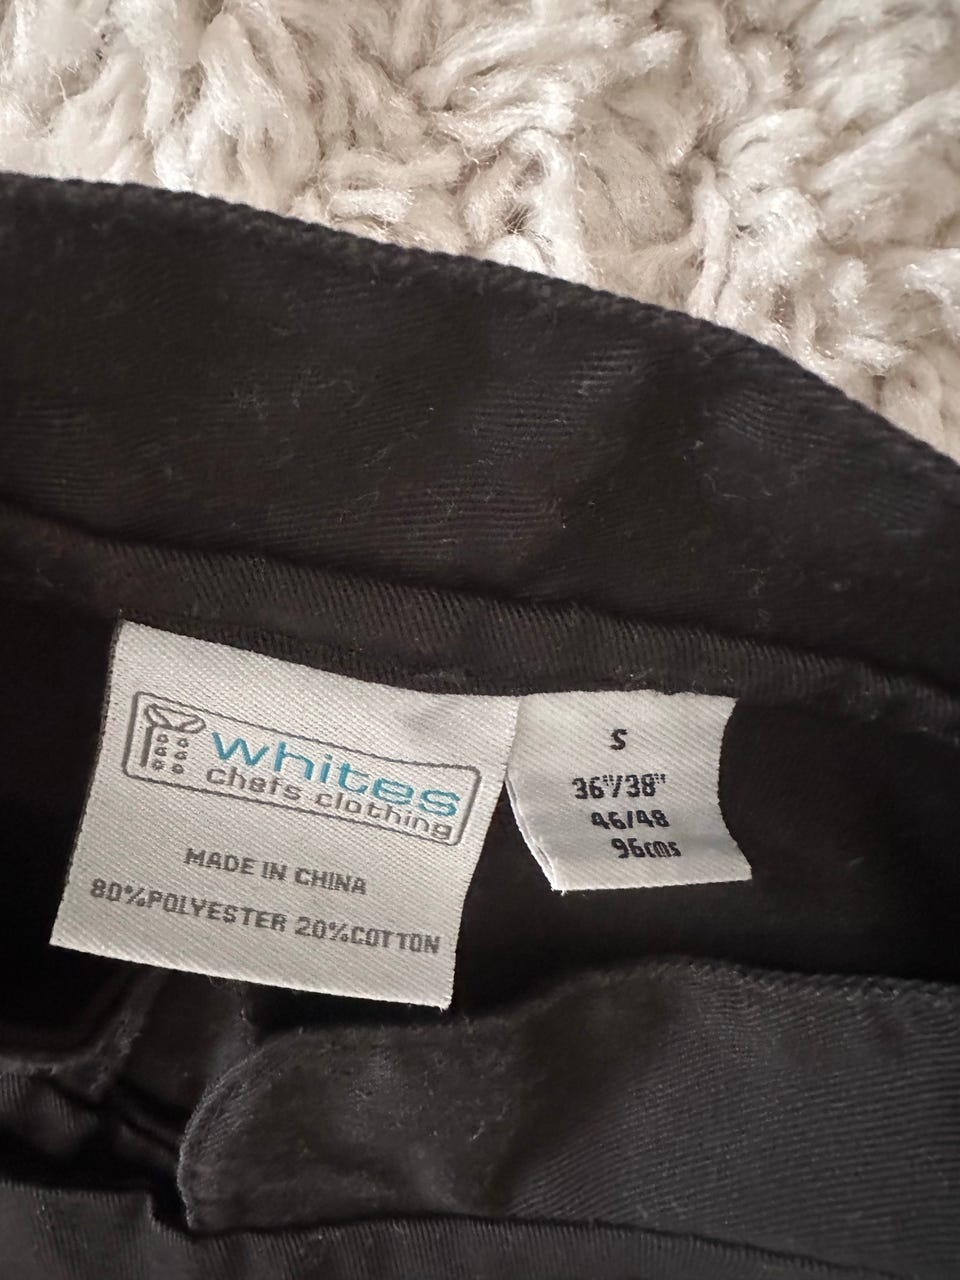 whites
chefs clothing
MADE IN CHINA
80%POLYESTER 20%COTTON
S
36"/38"
46/48
96cms